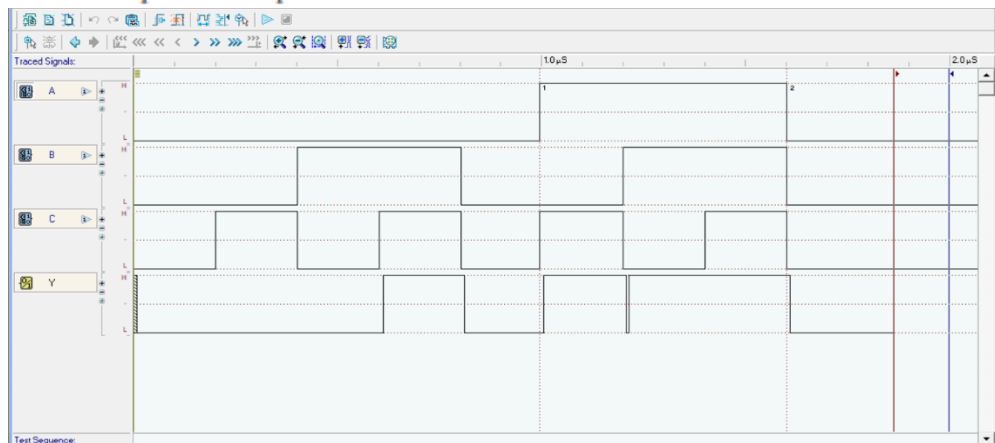 Traced Signals:
1.0µS
2.0µS
A
H
L
1
2
B
H
L
C
H
L
Y
H
L
Test Sequence: